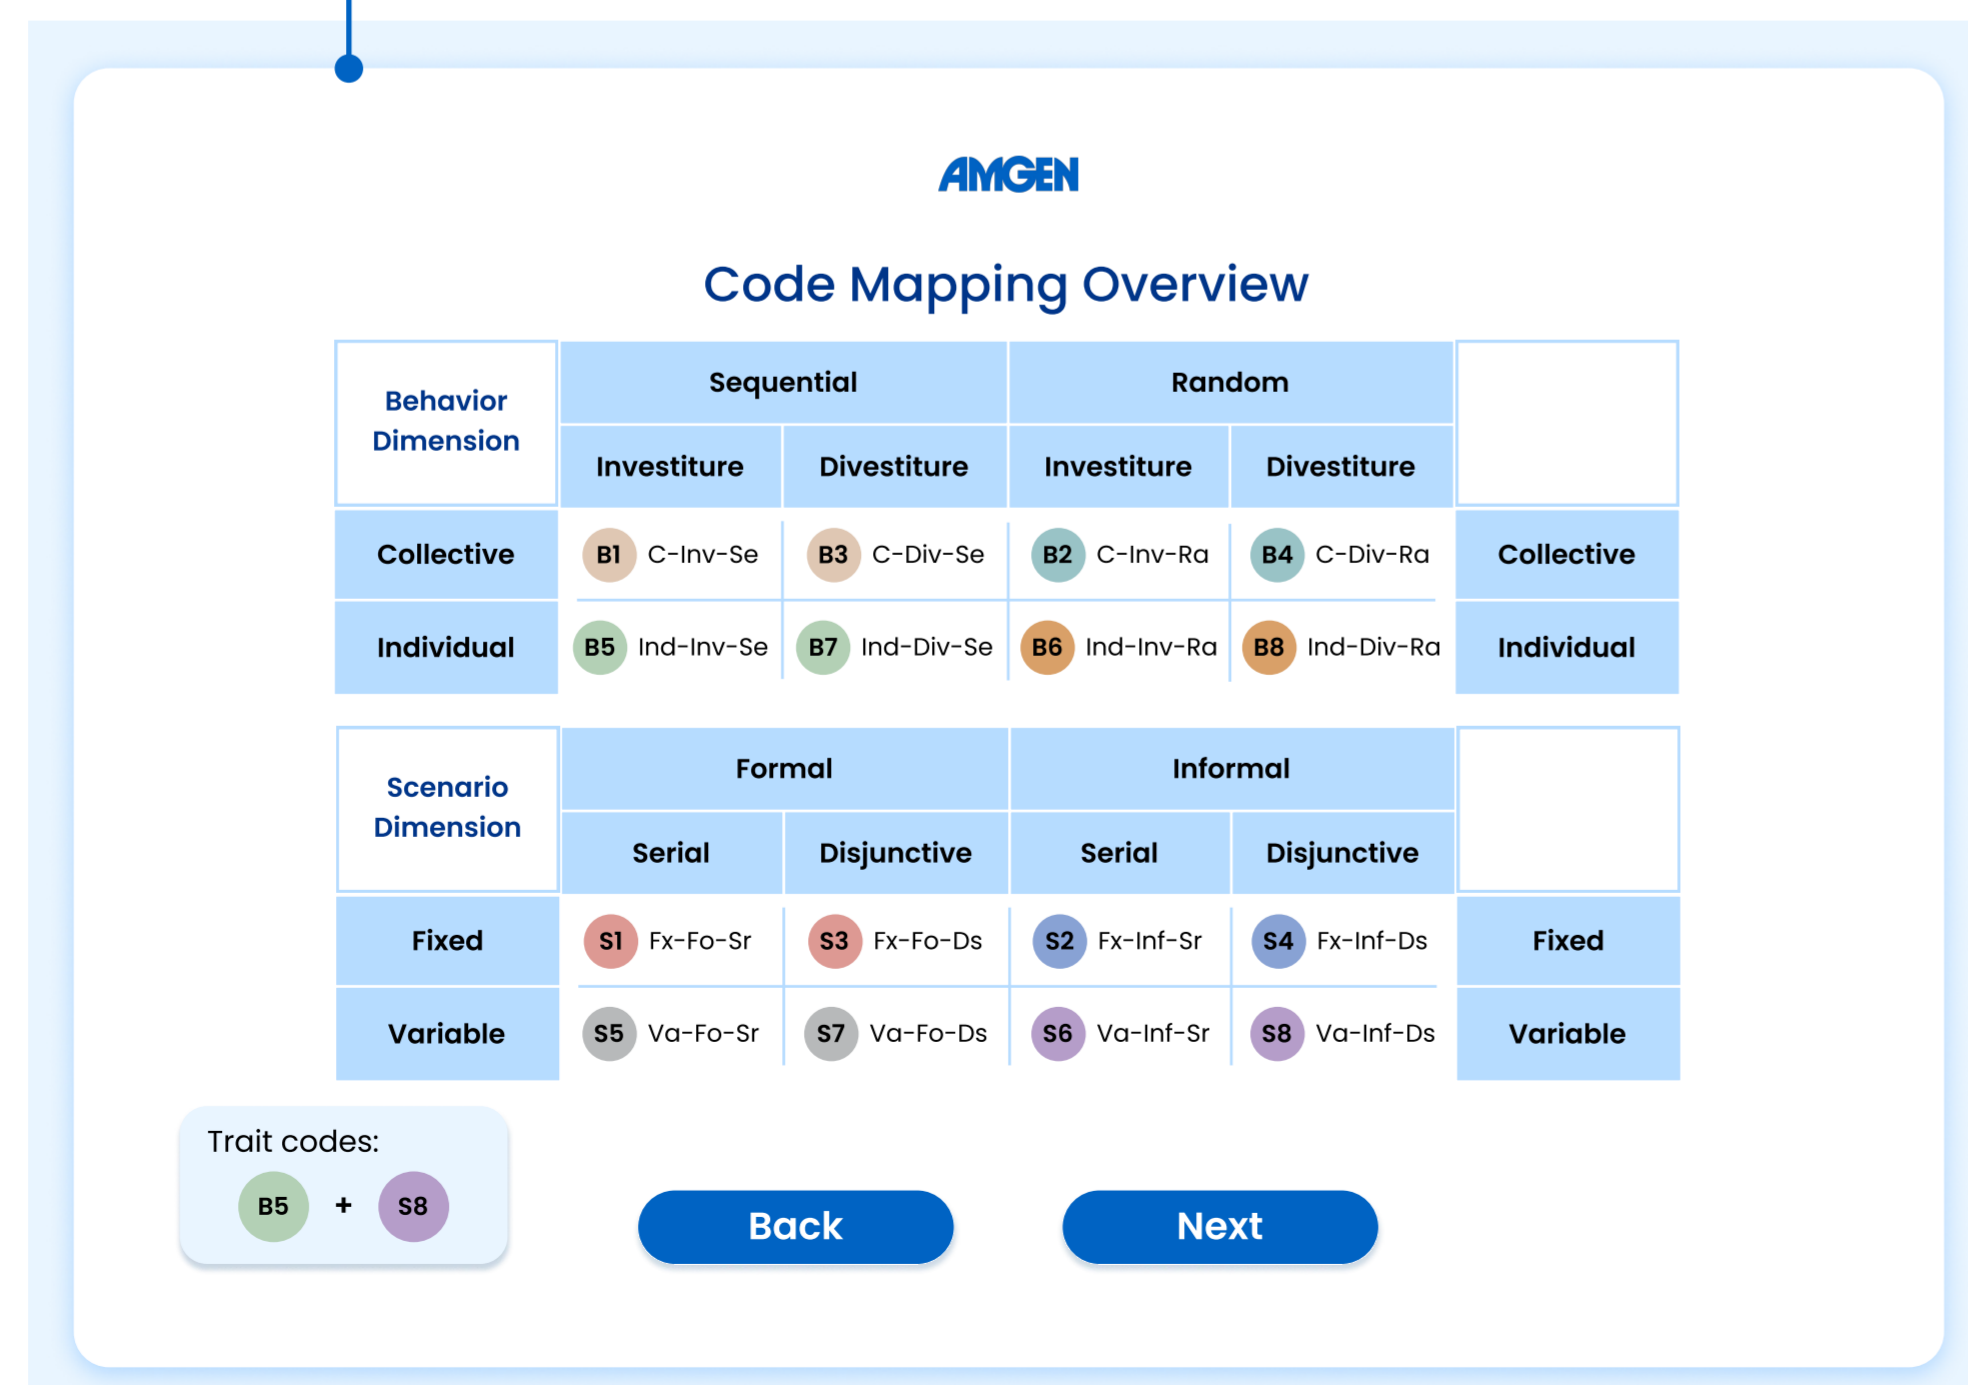 AMGEN
Code Mapping Overview
Behavior
Dimension
Sequential
Random
Investiture
Divestiture
Investiture
Divestiture
Collective
B1 C-Inv-Se
B3 C-Div-Se
B2 C-Inv-Ra
B4 C-Div-Ra
Collective
Individual
B5 Ind-Inv-Se
B7 Ind-Div-Se
B6 Ind-Inv-Ra
B8 Ind-Div-Ra
Individual
Scenario
Dimension
Formal
Informal
Serial
Disjunctive
Serial
Disjunctive
Fixed
S1 Fx-Fo-Sr
S3 Fx-Fo-Ds
S2 Fx-Inf-Sr
S4 Fx-Inf-Ds
Fixed
Variable
S5 Va-Fo-Sr
S7 Va-Fo-Ds
S6 Va-Inf-Sr
S8 Va-Inf-Ds
Variable
Trait codes:
B5 + S8
Back
Next